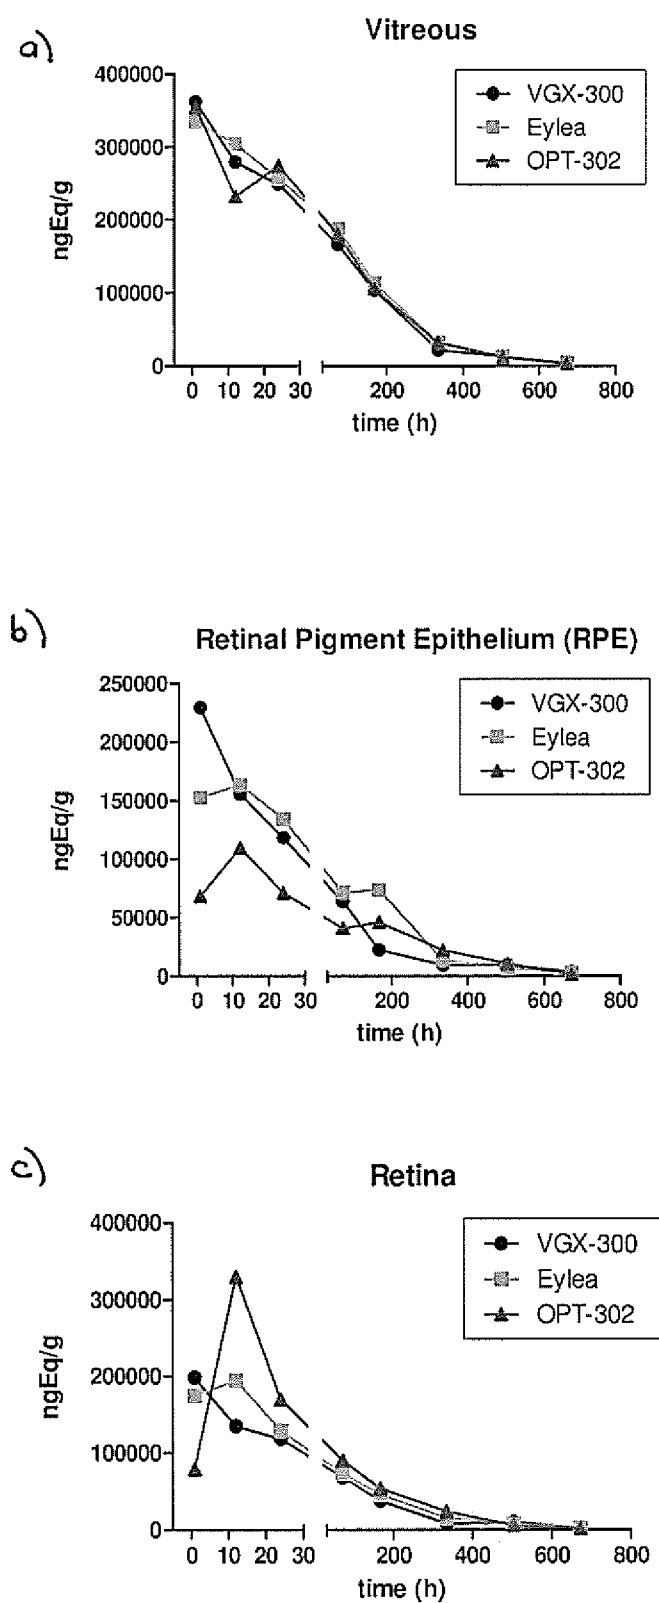 a)
Vitreous
400000
300000
200000
100000
0
ngEq/g
VGX-300
Eylea
OPT-302
0 10 20 30 200 400 600 800
time (h)
b)
Retinal Pigment Epithelium (RPE)
250000
200000
150000
100000
50000
0
ngEq/g
VGX-300
Eylea
OPT-302
0 10 20 30 200 400 600 800
time (h)
c)
Retina
400000
300000
200000
100000
0
ngEq/g
VGX-300
Eylea
OPT-302
0 10 20 30 200 400 600 800
time (h)